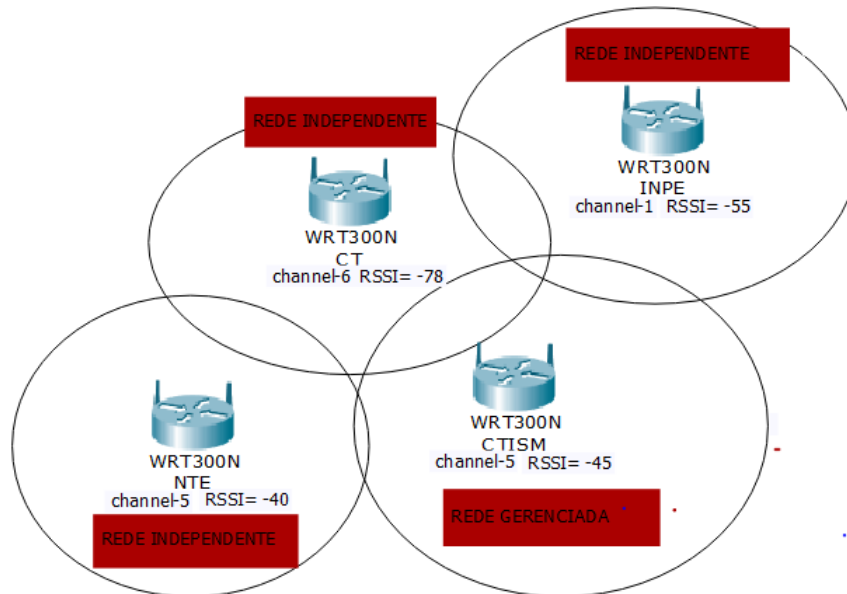 REDE INDEPENDENTE
WRT300N
INPE
channel-1 RSSI= -55
REDE INDEPENDENTE
WRT300N
CT
channel-6 RSSI= -78
WRT300N
CTISM
channel-5 RSSI= -45
REDE GERENCIADA
WRT300N
NTE
channel-5 RSSI= -40
REDE INDEPENDENTE